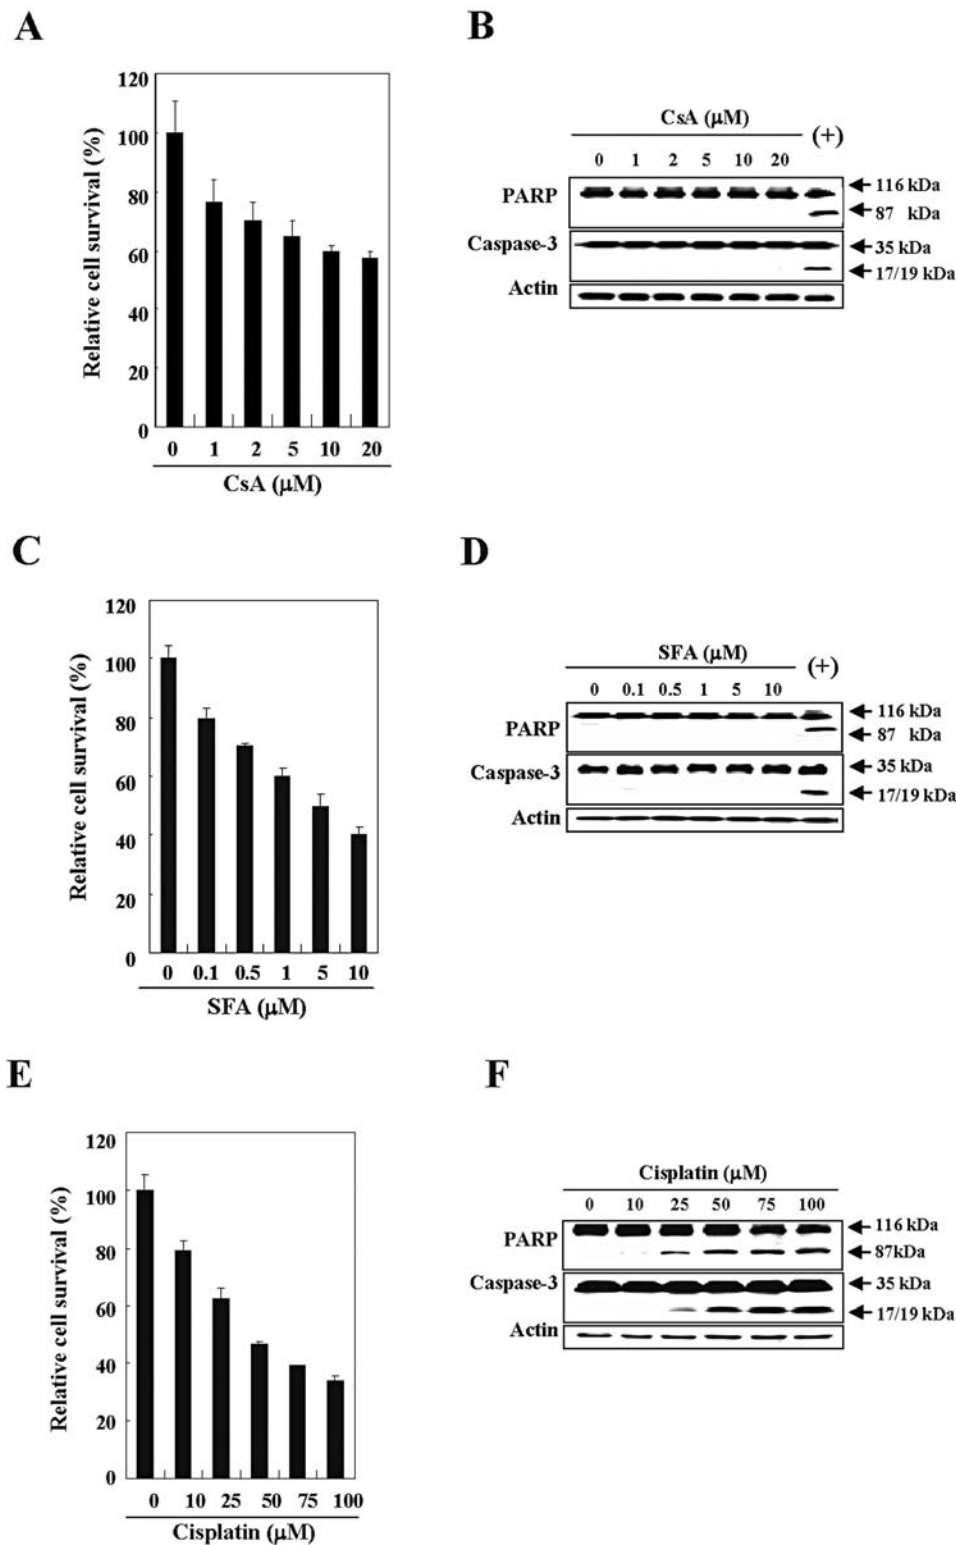 A
120
100
80
60
40
20
0
Relative cell survival (%)
0 1 2 5 10 20
CsA (μM)
B
CsA (μM)
(+)
0 1 2 5 10 20
PARP
116 kDa
87 kDa
Caspase-3
35 kDa
17/19 kDa
Actin
C
120
100
80
60
40
20
0
Relative cell survival (%)
0 0.1 0.5 1 5 10
SFA (μM)
D
SFA (μM)
(+)
0 0.1 0.5 1 5 10
PARP
116 kDa
87 kDa
Caspase-3
35 kDa
17/19 kDa
Actin
E
120
100
80
60
40
20
0
Relative cell survival (%)
0 10 25 50 75 100
Cisplatin (μM)
F
Cisplatin (μM)
0 10 25 50 75 100
PARP
116 kDa
87kDa
Caspase-3
35 kDa
17/19 kDa
Actin